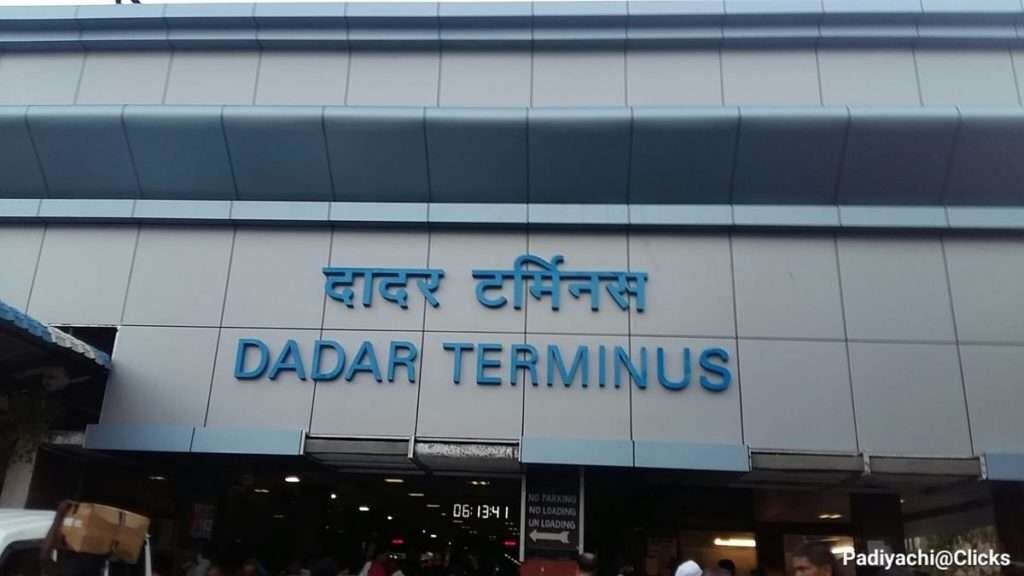 दादर टर्मिनस
DADAR TERMINUS
06:13:41
NO PARKING
NO LOADING
UN LOADING
Padiyachi@Clicks